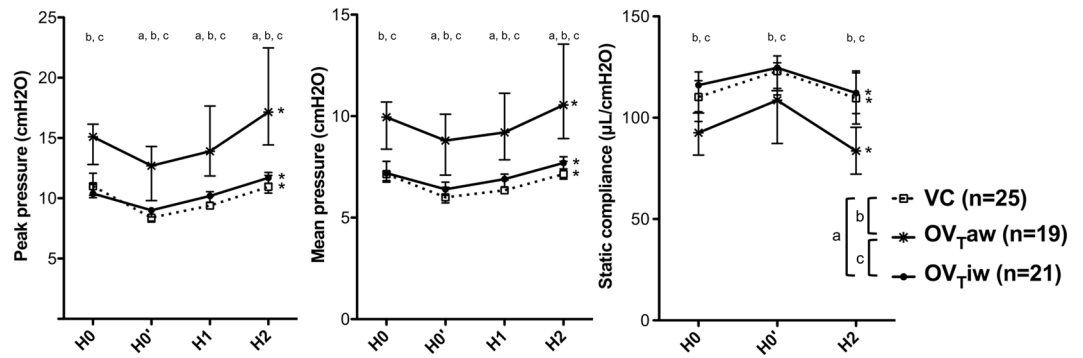 Peak pressure (cmH2O)
25
20
15
10
5
0
b, c
a, b, c
a, b, c
a, b, c
*
*
*
H0
H0'
H1
H2
Mean pressure (cmH2O)
15
10
5
0
b, c
a, b, c
a, b, c
a, b, c
*
*
*
H0
H0'
H1
H2
Static compliance (µL/cmH2O)
150
100
50
0
b, c
b, c
b, c
*
*
*
H0
H0'
H2
a
b
c
VC (n=25)
OVTaw (n=19)
OVTiw (n=21)